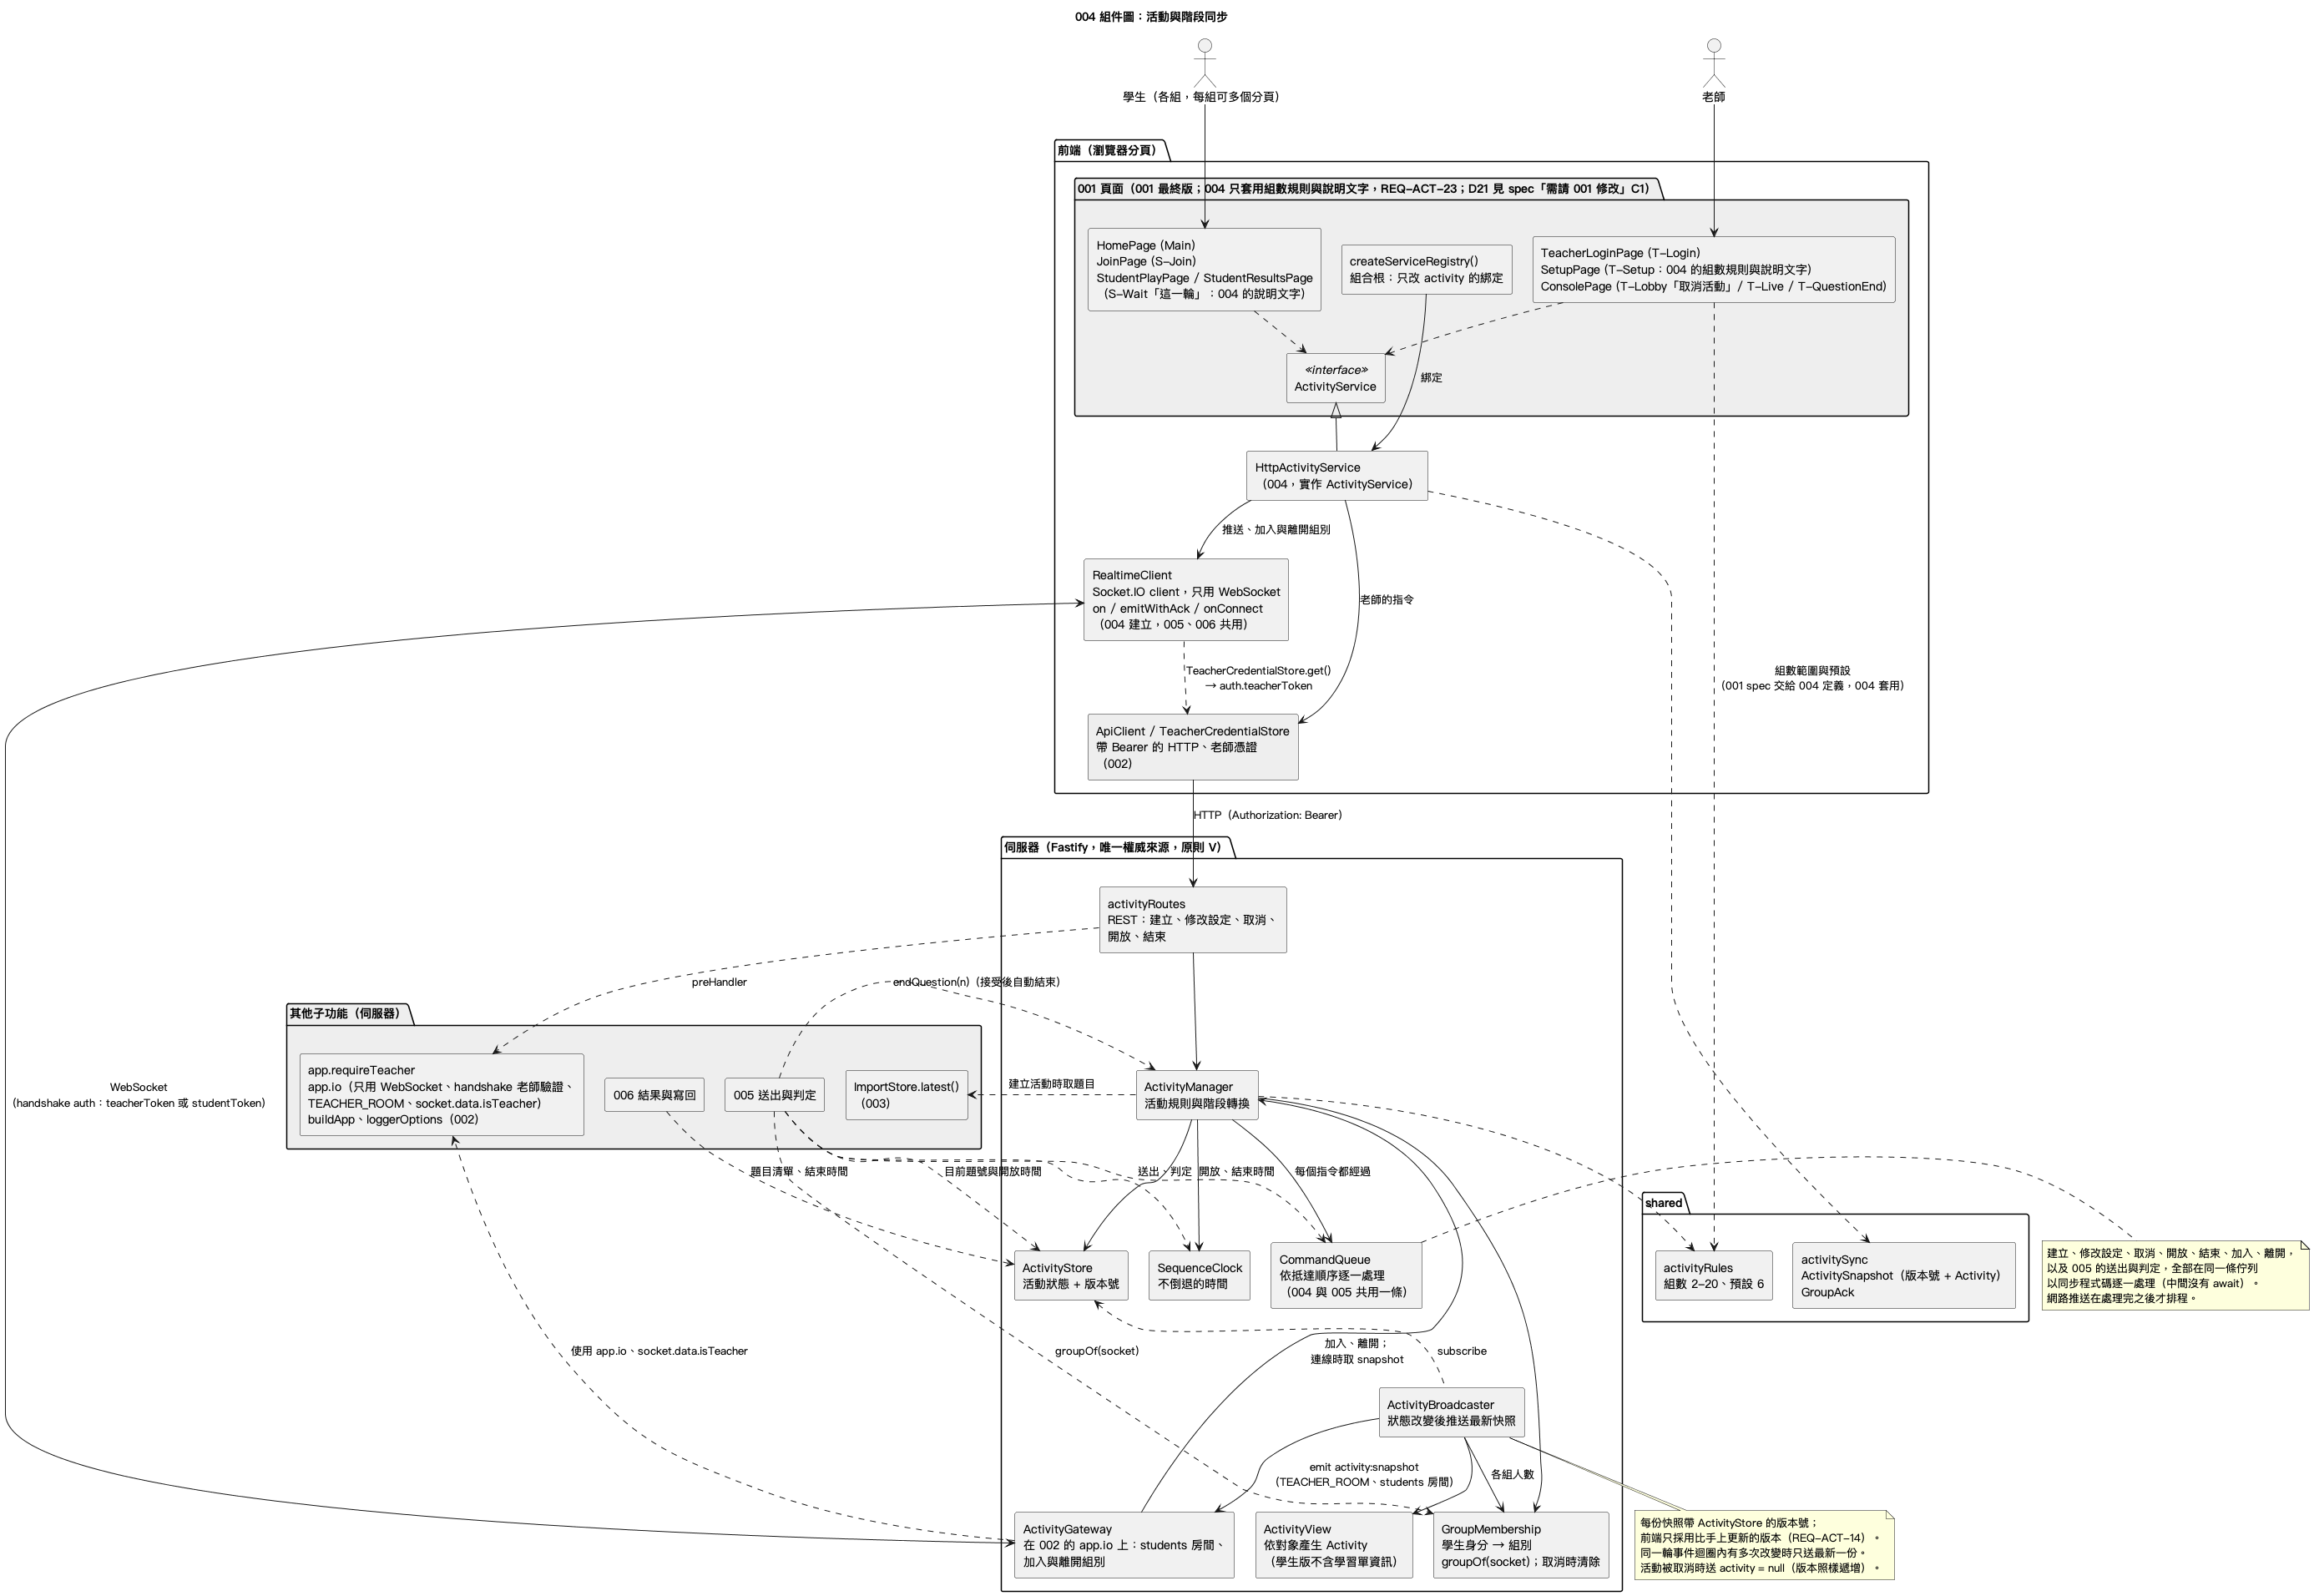 004 組件圖：活動與階段同步
學生（各組，每組可多個分頁）
老師
前端（瀏覽器分頁）
001 頁面（001 最終版；004 只套用組數規則與說明文字，REQ-ACT-23；D21 見 spec「需請 001 修改」C1）
HomePage (Main)
JoinPage (S-Join)
StudentPlayPage / StudentResultsPage
（S-Wait「這一輪」：004 的說明文字）
createServiceRegistry()
組合根：只改 activity 的綁定
TeacherLoginPage (T-Login)
SetupPage (T-Setup：004 的組數規則與說明文字)
ConsolePage (T-Lobby「取消活動」/ T-Live / T-QuestionEnd)
«interface»
ActivityService
綁定
HttpActivityService
（004，實作 ActivityService）
推送、加入與離開組別
RealtimeClient
Socket.IO client，只用 WebSocket
on / emitWithAck / onConnect
（004 建立，005、006 共用）
老師的指令
TeacherCredentialStore.get()
→ auth.teacherToken
組數範圍與預設
（001 spec 交給 004 定義，004 套用）
ApiClient / TeacherCredentialStore
帶 Bearer 的 HTTP、老師憑證
（002）
HTTP（Authorization: Bearer）
伺服器（Fastify，唯一權威來源，原則 V）
activityRoutes
REST：建立、修改設定、取消、
開放、結束
preHandler
endQuestion(n)（接受後自動結束）
其他子功能（伺服器）
app.requireTeacher
app.io（只用 WebSocket、handshake 老師驗證、
TEACHER_ROOM、socket.data.isTeacher）
buildApp、loggerOptions（002）
006 結果與寫回
005 送出與判定
ImportStore.latest()
（003）
建立活動時取題目
ActivityManager
活動規則與階段轉換
WebSocket
（handshake auth：teacherToken 或 studentToken）
題目清單、結束時間
目前題號與開放時間
送出、判定
開放、結束時間
每個指令都經過
shared
ActivityStore
活動狀態 + 版本號
SequenceClock
不倒退的時間
CommandQueue
依抵達順序逐一處理
（004 與 005 共用一條）
activityRules
組數 2–20、預設 6
activitySync
ActivitySnapshot（版本號 + Activity）
GroupAck
建立、修改設定、取消、開放、結束、加入、離開，
以及 005 的送出與判定，全部在同一條佇列
以同步程式碼逐一處理（中間沒有 await）。
網路推送在處理完之後才排程。
使用 app.io、socket.data.isTeacher
groupOf(socket)
加入、離開；
連線時取 snapshot
subscribe
ActivityBroadcaster
狀態改變後推送最新快照
emit activity:snapshot
（TEACHER_ROOM、students 房間）
各組人數
ActivityGateway
在 002 的 app.io 上：students 房間、
加入與離開組別
ActivityView
依對象產生 Activity
（學生版不含學習單資訊）
GroupMembership
學生身分 → 組別
groupOf(socket)；取消時清除
每份快照帶 ActivityStore 的版本號；
前端只採用比手上更新的版本（REQ-ACT-14）。
同一輪事件迴圈內有多次改變時只送最新一份。
活動被取消時送 activity = null（版本照樣遞增）。